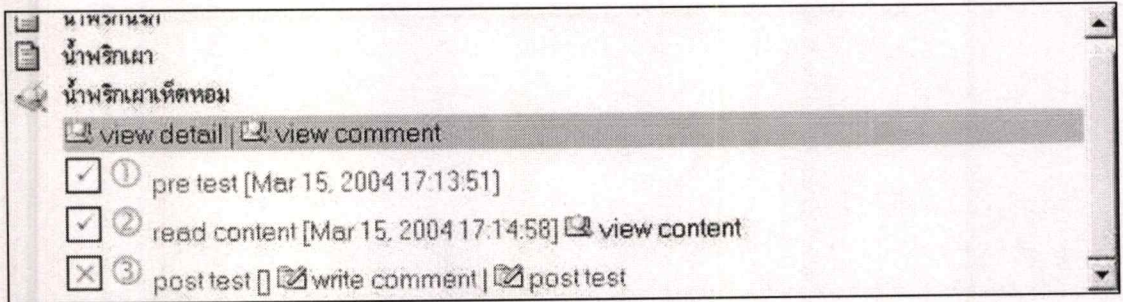 น้ำพริกเผา
น้ำพริกเผาเห็ดหอม
view detail | view comment
① pre test [Mar 15, 2004 17:13:51]
② read content [Mar 15, 2004 17:14:58] view content
③ post test [] write comment | post test